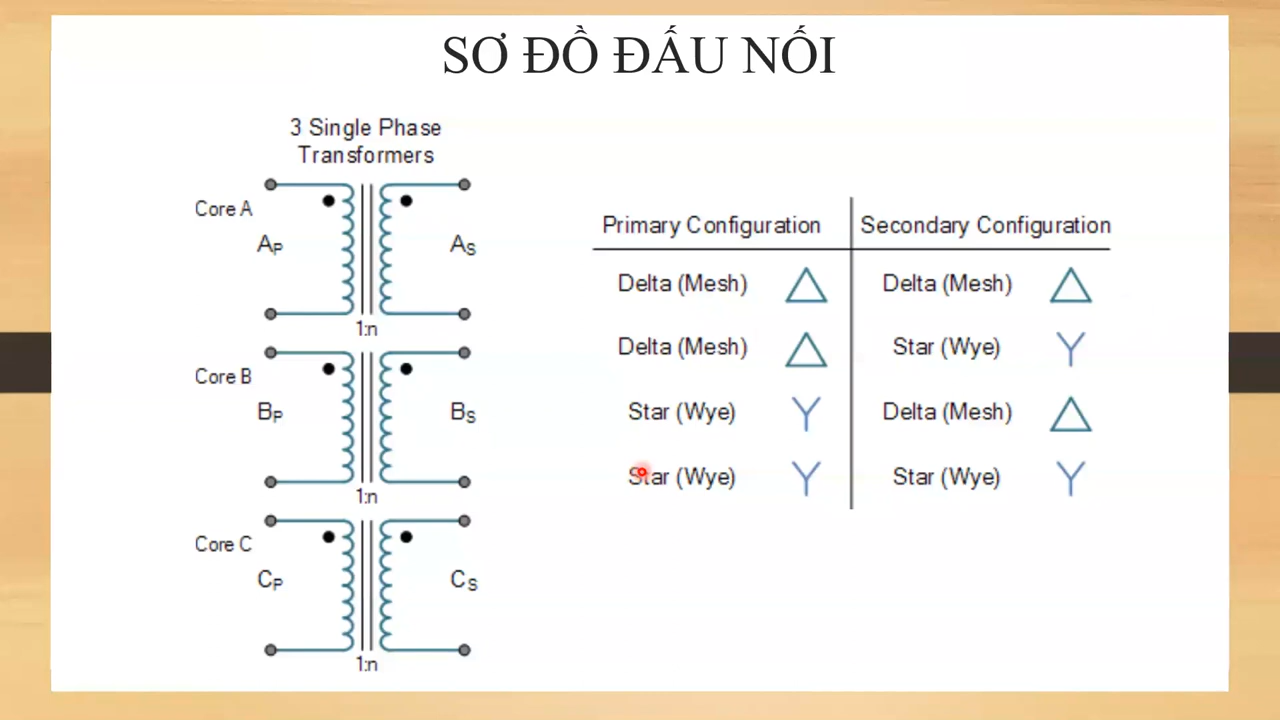 SƠ ĐỒ ĐẤU NỐI
3 Single Phase
Transformers
Core A
AP
AS
1:n
Core B
BP
BS
1:n
Core C
CP
CS
1:n
Primary Configuration Secondary Configuration
Delta (Mesh) Delta (Mesh)
Delta (Mesh) Star (Wye)
Star (Wye) Delta (Mesh)
Star (Wye) Star (Wye)